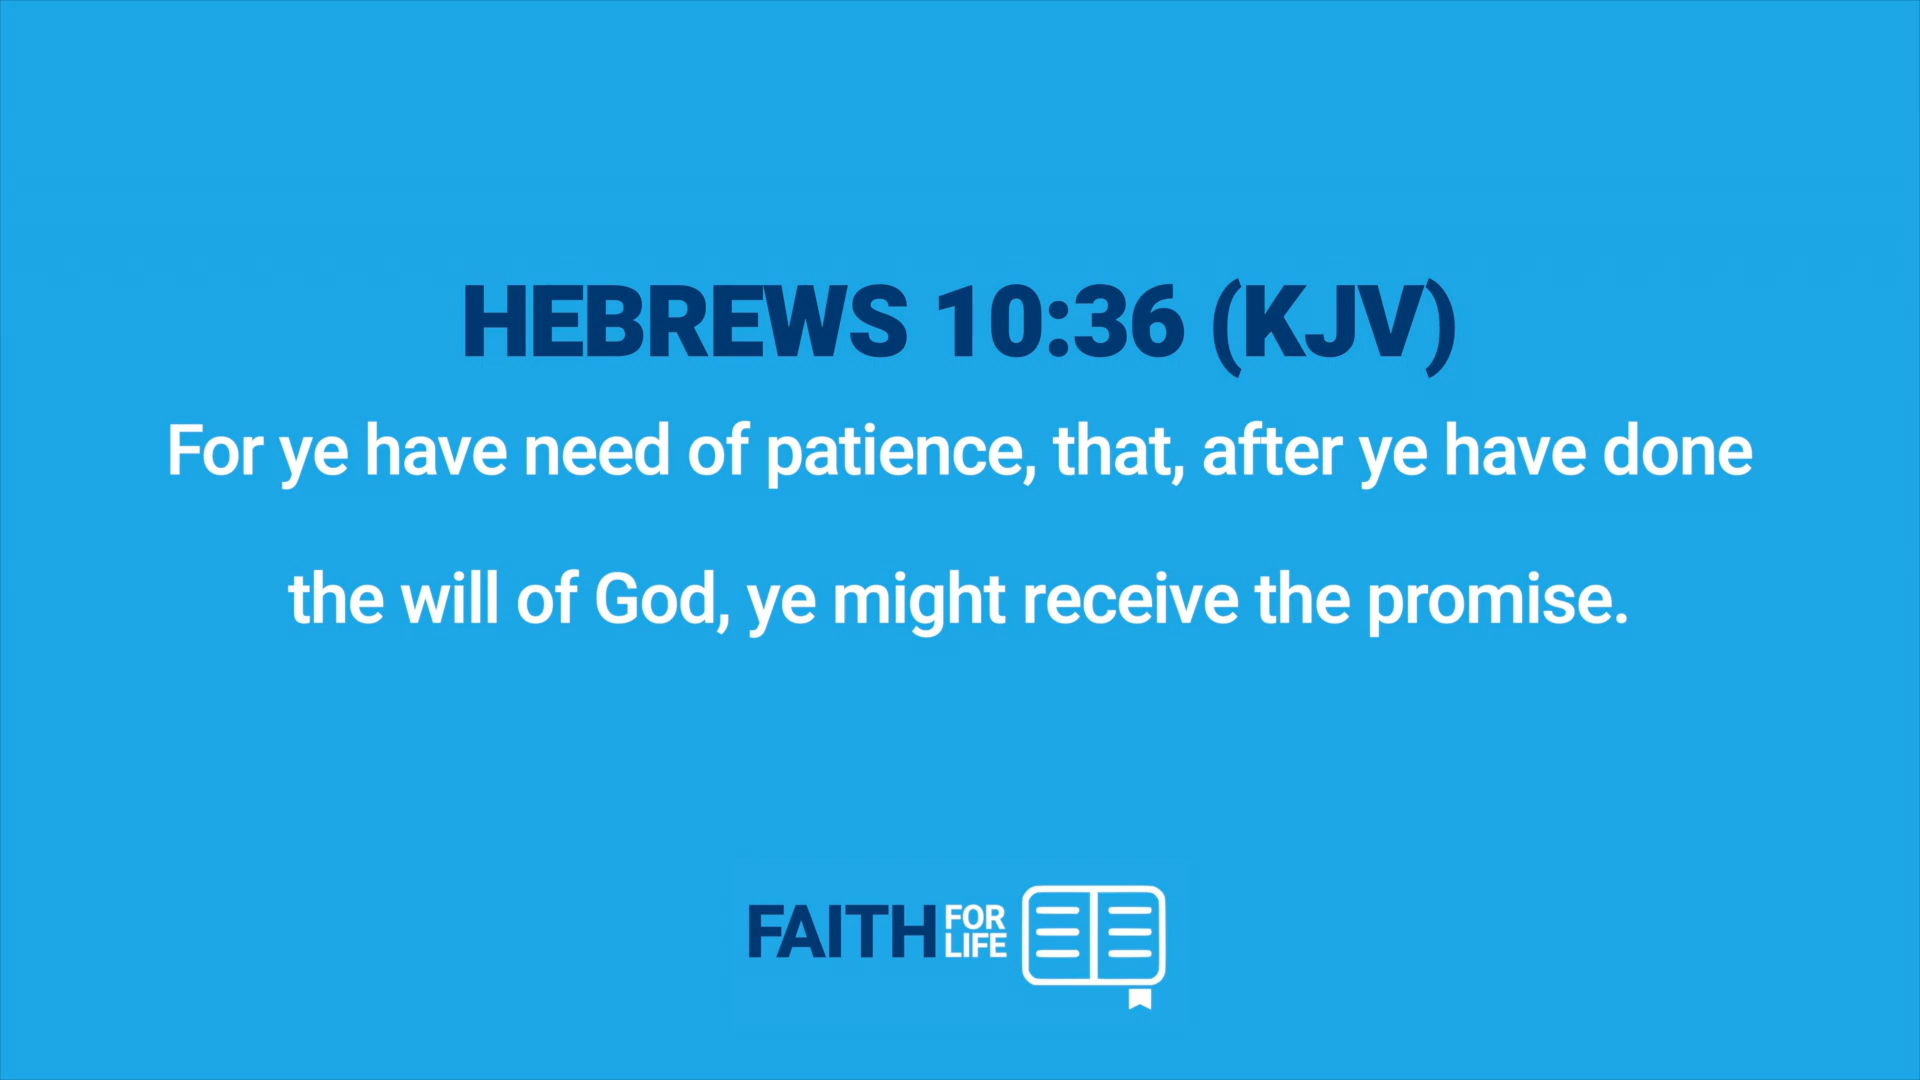 HEBREWS 10:36 (KJV)
For ye have need of patience, that, after ye have done
the will of God, ye might receive the promise.
FAITH FOR LIFE